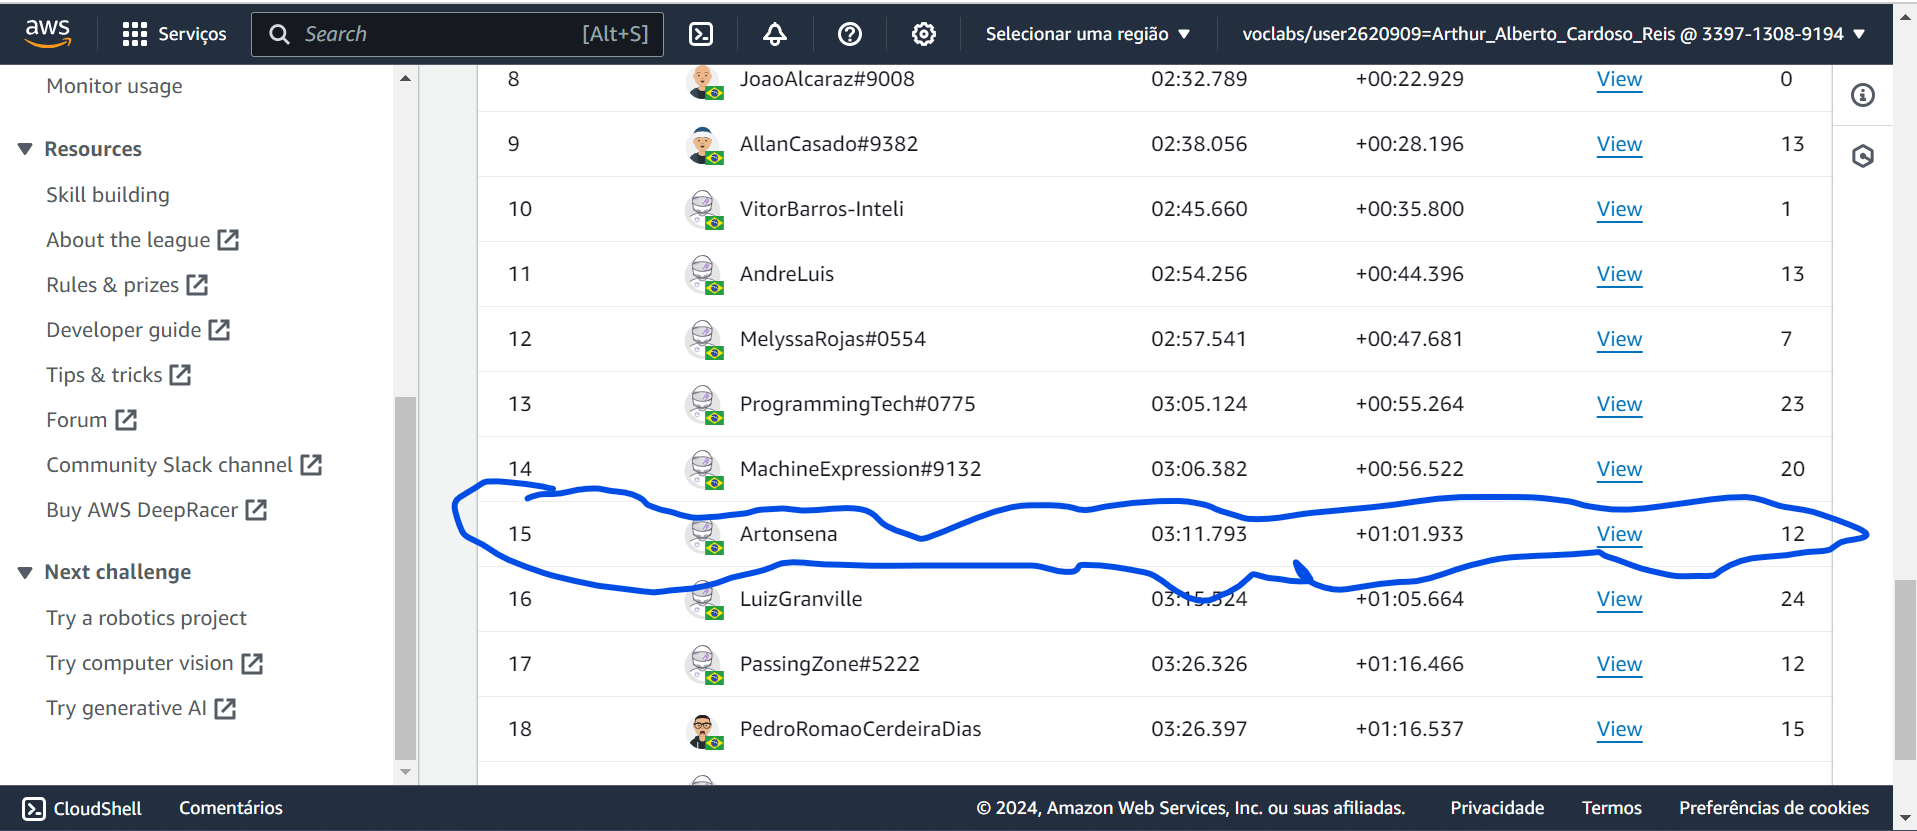 aws Serviços Search [Alt+S] Selecionar uma região ▼ voclabs/user2620909=Arthur_Alberto_Cardoso_Reis @ 3397-1308-9194 ▼
Monitor usage
Resources
Skill building
About the league
Rules & prizes
Developer guide
Tips & tricks
Forum
Community Slack channel
Buy AWS DeepRacer
Next challenge
Try a robotics project
Try computer vision
Try generative AI
8 JoaoAlcaraz#9008 02:32.789 +00:22.929 View 0
9 AllanCasado#9382 02:38.056 +00:28.196 View 13
10 VitorBarros-Inteli 02:45.660 +00:35.800 View 1
11 AndreLuis 02:54.256 +00:44.396 View 13
12 MelyssaRojas#0554 02:57.541 +00:47.681 View 7
13 ProgrammingTech#0775 03:05.124 +00:55.264 View 23
14 MachineExpression#9132 03:06.382 +00:56.522 View 20
15 Artonsena 03:11.793 +01:01.933 View 12
16 LuizGranville 03:15.524 +01:05.664 View 24
17 PassingZone#5222 03:26.326 +01:16.466 View 12
18 PedroRomaoCerdeiraDias 03:26.397 +01:16.537 View 15
CloudShell Comentários © 2024, Amazon Web Services, Inc. ou suas afiliadas. Privacidade Termos Preferências de cookies